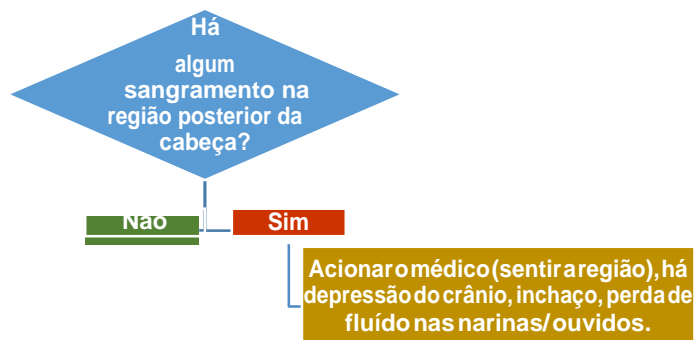 Há
algum
sangramento na
região posterior da
cabeça?
Não
Sim
Acionar o médico (sentir a região), há
depressão do crânio, inchaço, perda de
fluído nas narinas/ ouvidos.